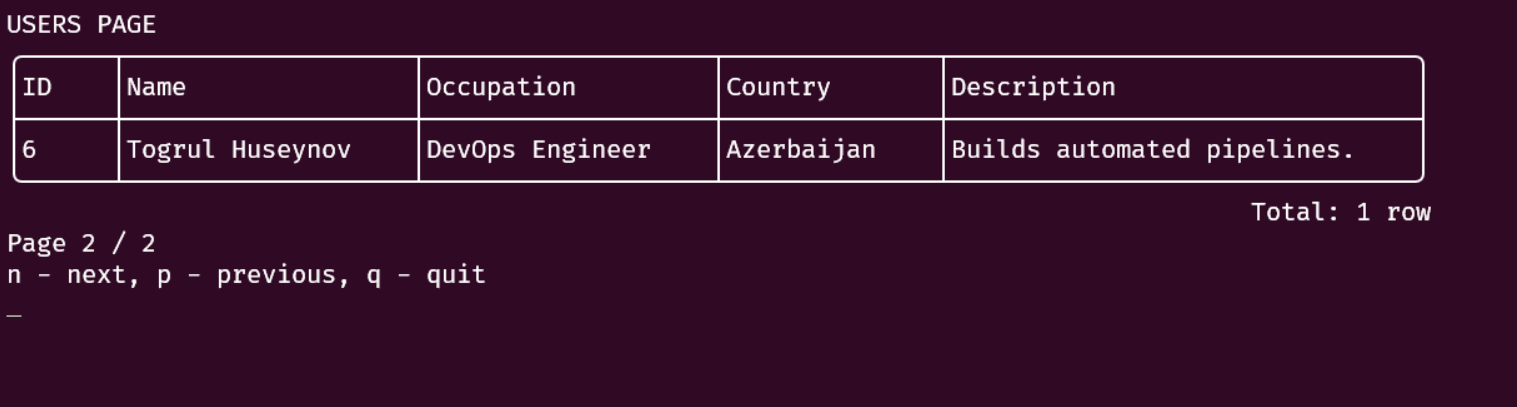 USERS PAGE
ID Name Occupation Country Description
6 Togrul Huseynov DevOps Engineer Azerbaijan Builds automated pipelines.
Total: 1 row
Page 2 / 2
n - next, p - previous, q - quit
_